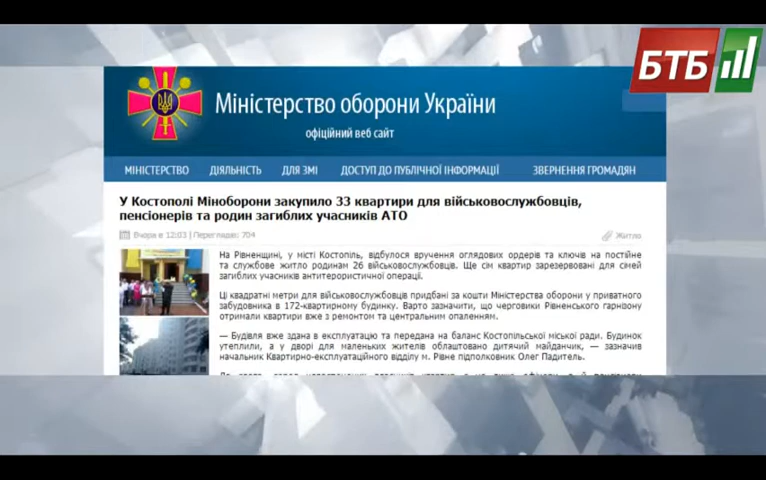 БТБ
Міністерство оборони України
офіційний веб сайт
МІНІСТЕРСТВО ДІЯЛЬНІСТЬ ДЛЯ ЗМІ ДОСТУП ДО ПУБЛІЧНОЇ ІНФОРМАЦІЇ ЗВЕРНЕННЯ ГРОМАДЯН
У Костополі Міноборони закупило 33 квартири для військовослужбовців,
пенсіонерів та родин загиблих учасників АТО
Вчора в 12:03 | Переглядів: 704 Житло
На Рівненщині, у місті Костопіль, відбулося вручення оглядових ордерів та ключів на постійне
та службове житло родинам 26 військовослужбовців. Ще сім квартир зарезервовані для сімей
загиблих учасників антитерористичної операції.
Ці квадратні метри для військовослужбовців придбані за кошти Міністерства оборони у приватного
забудовника в 172-квартирному будинку. Варто зазначити, що черговики Рівненського гарнізону
отримали квартири вже з ремонтом та центральним опаленням.
— Будівля вже здана в експлуатацію та передана на баланс Костопільської міської ради. Будинок
утеплили, а у дворі для маленьких жителів облаштовано дитячий майданчик, — зазначив
начальник Квартирно-експлуатаційного відділу м. Рівне підполковник Олег Падитель.